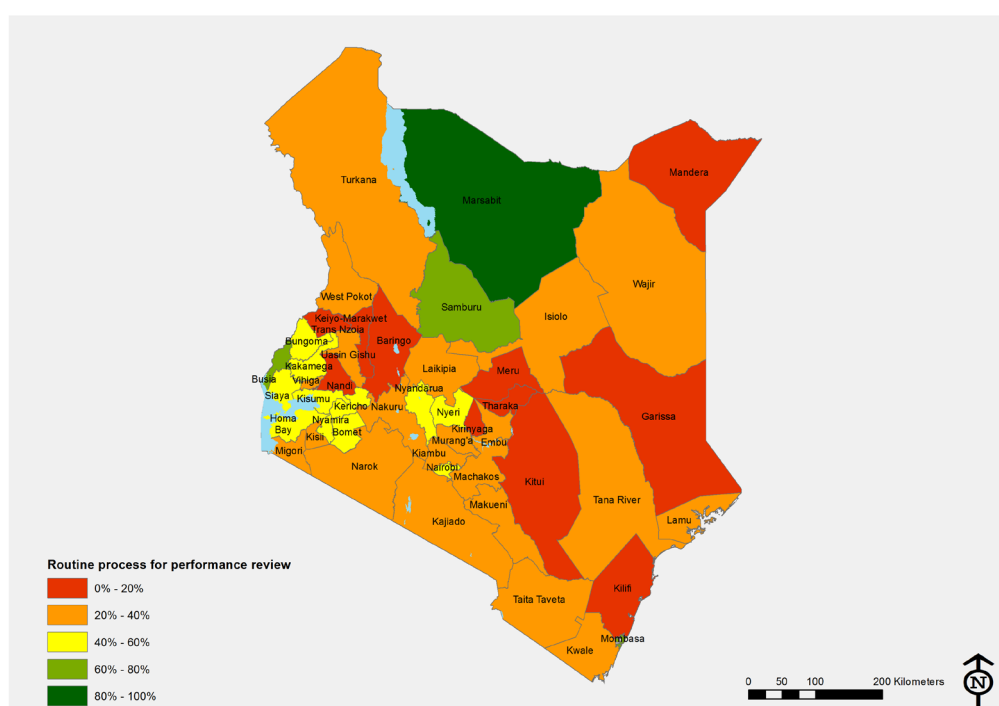 Turkana
Marsabit
Mandera
Wajir
West Pokot
Samburu
Isiolo
Keiyo-Marakwet
Trans Nzoia
Bungoma
Baringo
Uasin Gishu
Kakamega
Laikipia
Meru
Busia
Vihiga
Nandi
Nyandarua
Siaya
Kisumu
Kericho
Nakuru
Nyeri
Tharaka
Garissa
Homa
Bay
Nyamira
Bomet
Kirinyaga
Kisii
Murang'a
Embu
Migori
Kiambu
Narok
Nairobi
Machakos
Kitui
Makueni
Tana River
Kajiado
Lamu
Kilifi
Taita Taveta
Mombasa
Kwale
Routine process for performance review
0% - 20%
20% - 40%
40% - 60%
60% - 80%
80% - 100%
0 50 100 200 Kilometers
N